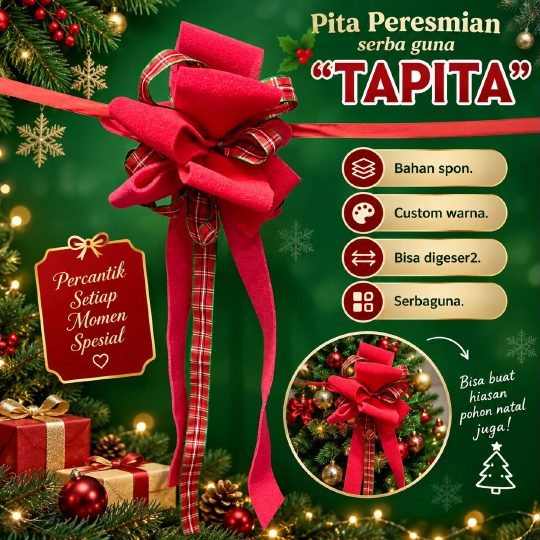 Pita Peresmian
serba guna
“TAPITA”
Bahan spon.
Custom warna.
Bisa digeser2.
Serbaguna.
Percantik
Setiap
Momen
Spesial
Bisa buat
hiasan
pohon natal
juga!